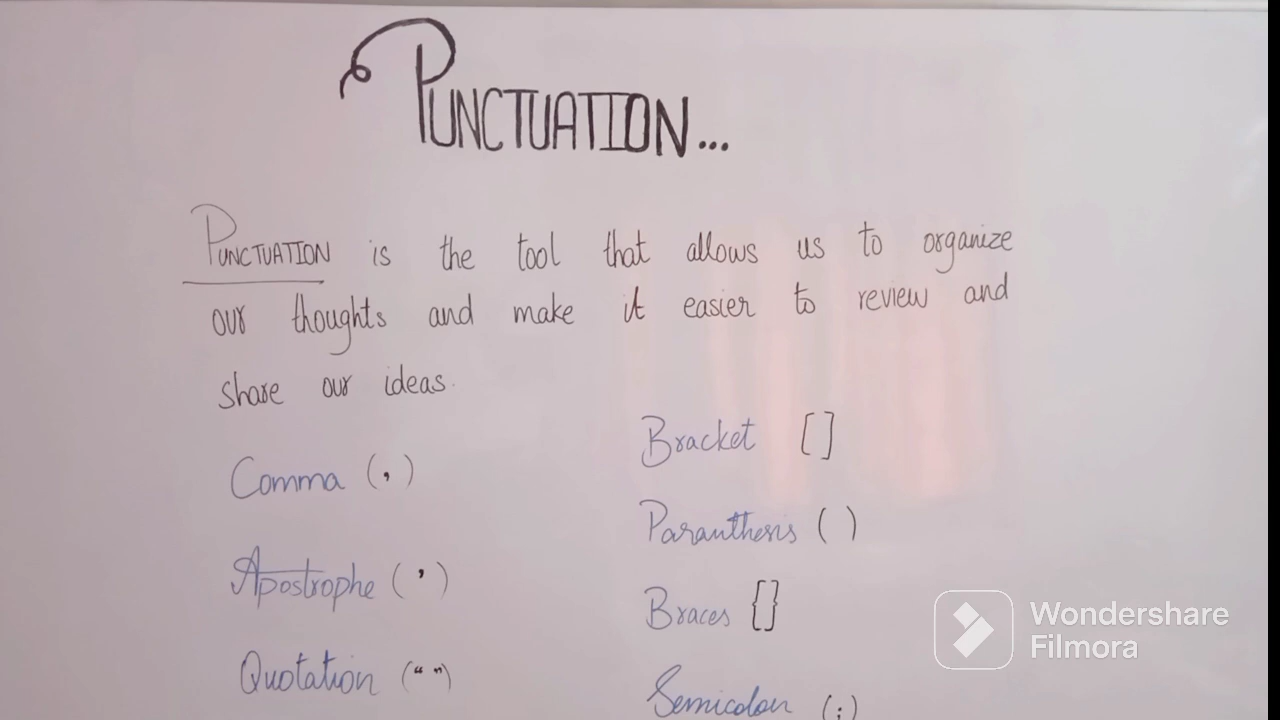 PUNCTUATION...
PUNCTUATION is the tool that allows us to organize
our thoughts and make it easier to review and
share our ideas.
Comma (,)
Apostrophe (')
Quotation (“ ”)
Bracket []
Paranthesis ()
Braces {}
Semicolon (;)
Wondershare
Filmora